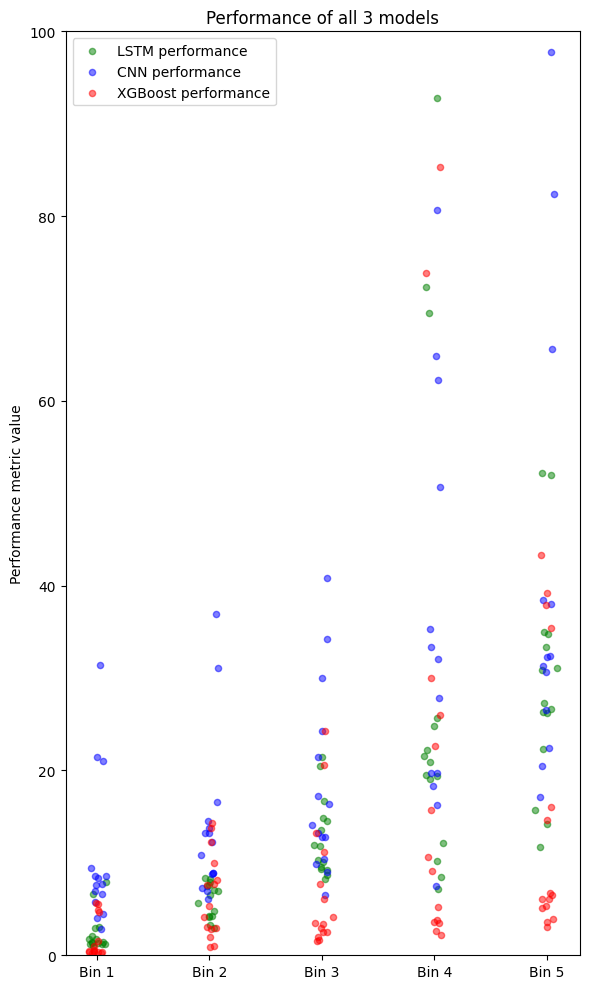 Performance of all 3 models
LSTM performance
CNN performance
XGBoost performance
Performance metric value
100
80
60
40
20
0
Bin 1 Bin 2 Bin 3 Bin 4 Bin 5